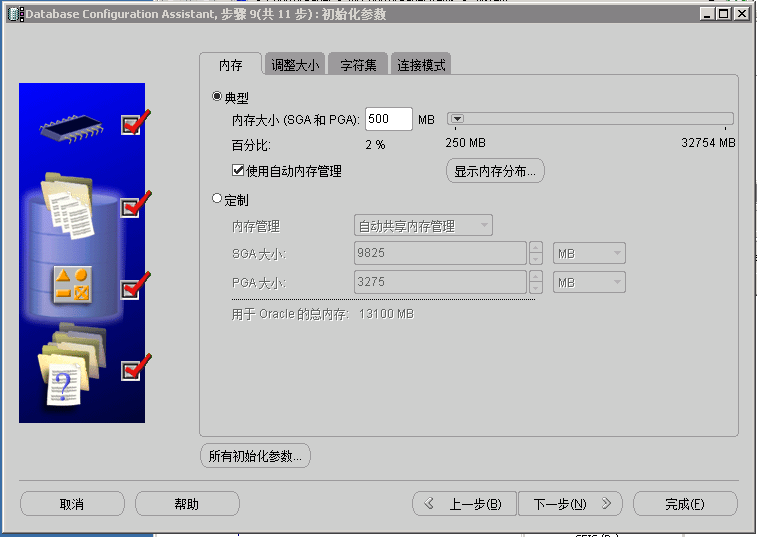 Database Configuration Assistant, 步骤 9(共 11 步) : 初始化参数
内存 调整大小 字符集 连接模式
典型
内存大小 (SGA 和 PGA): 500 MB
250 MB 32754 MB
百分比: 2 %
使用自动内存管理 显示内存分布...
定制
内存管理 自动共享内存管理
SGA 大小: 9825 MB
PGA 大小: 3275 MB
用于 Oracle 的总内存: 13100 MB
?
所有初始化参数...
取消 帮助 上一步(B) 下一步(N) 完成(F)